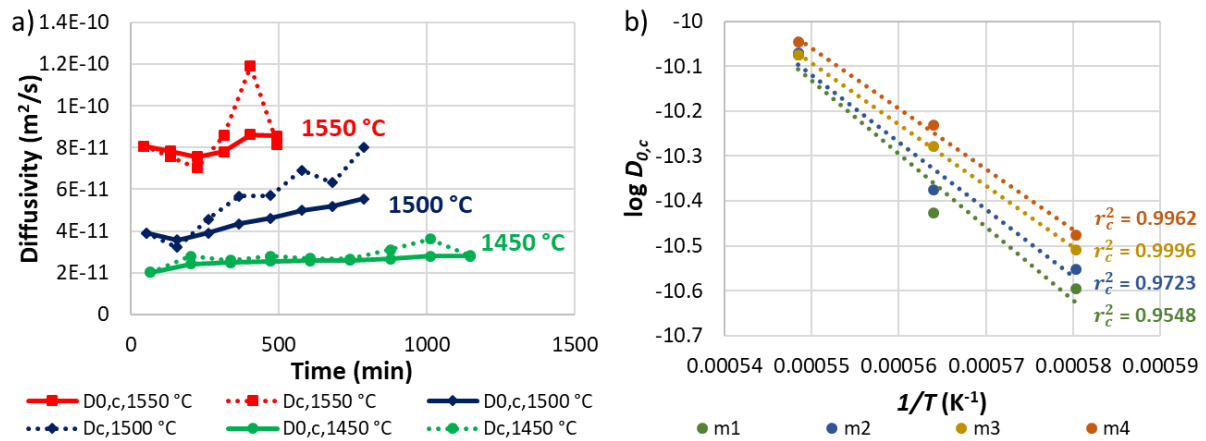 a)
1.4E-10
1.2E-10
1E-10
8E-11
6E-11
4E-11
2E-11
0
Diffusivity (m²/s)
1550 °C
1500 °C
1450 °C
0 500 1000 1500
Time (min)
D0,c,1550 °C Dc,1550 °C D0,c,1500 °C
Dc,1500 °C D0,c,1450 °C Dc,1450 °C
b)
-10
-10.1
-10.2
-10.3
-10.4
-10.5
-10.6
-10.7
log D₀,c
r²c = 0.9962
r²c = 0.9996
r²c = 0.9723
r²c = 0.9548
0.00054 0.00055 0.00056 0.00057 0.00058 0.00059
1/T (K⁻¹)
m1 m2 m3 m4